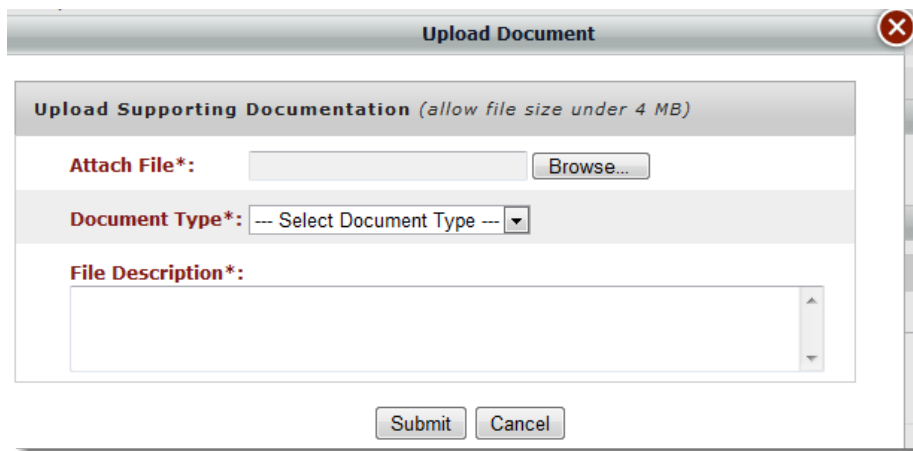 Upload Document
Upload Supporting Documentation (allow file size under 4 MB)
Attach File*: Browse...
Document Type*: --- Select Document Type ---
File Description*:
Submit Cancel